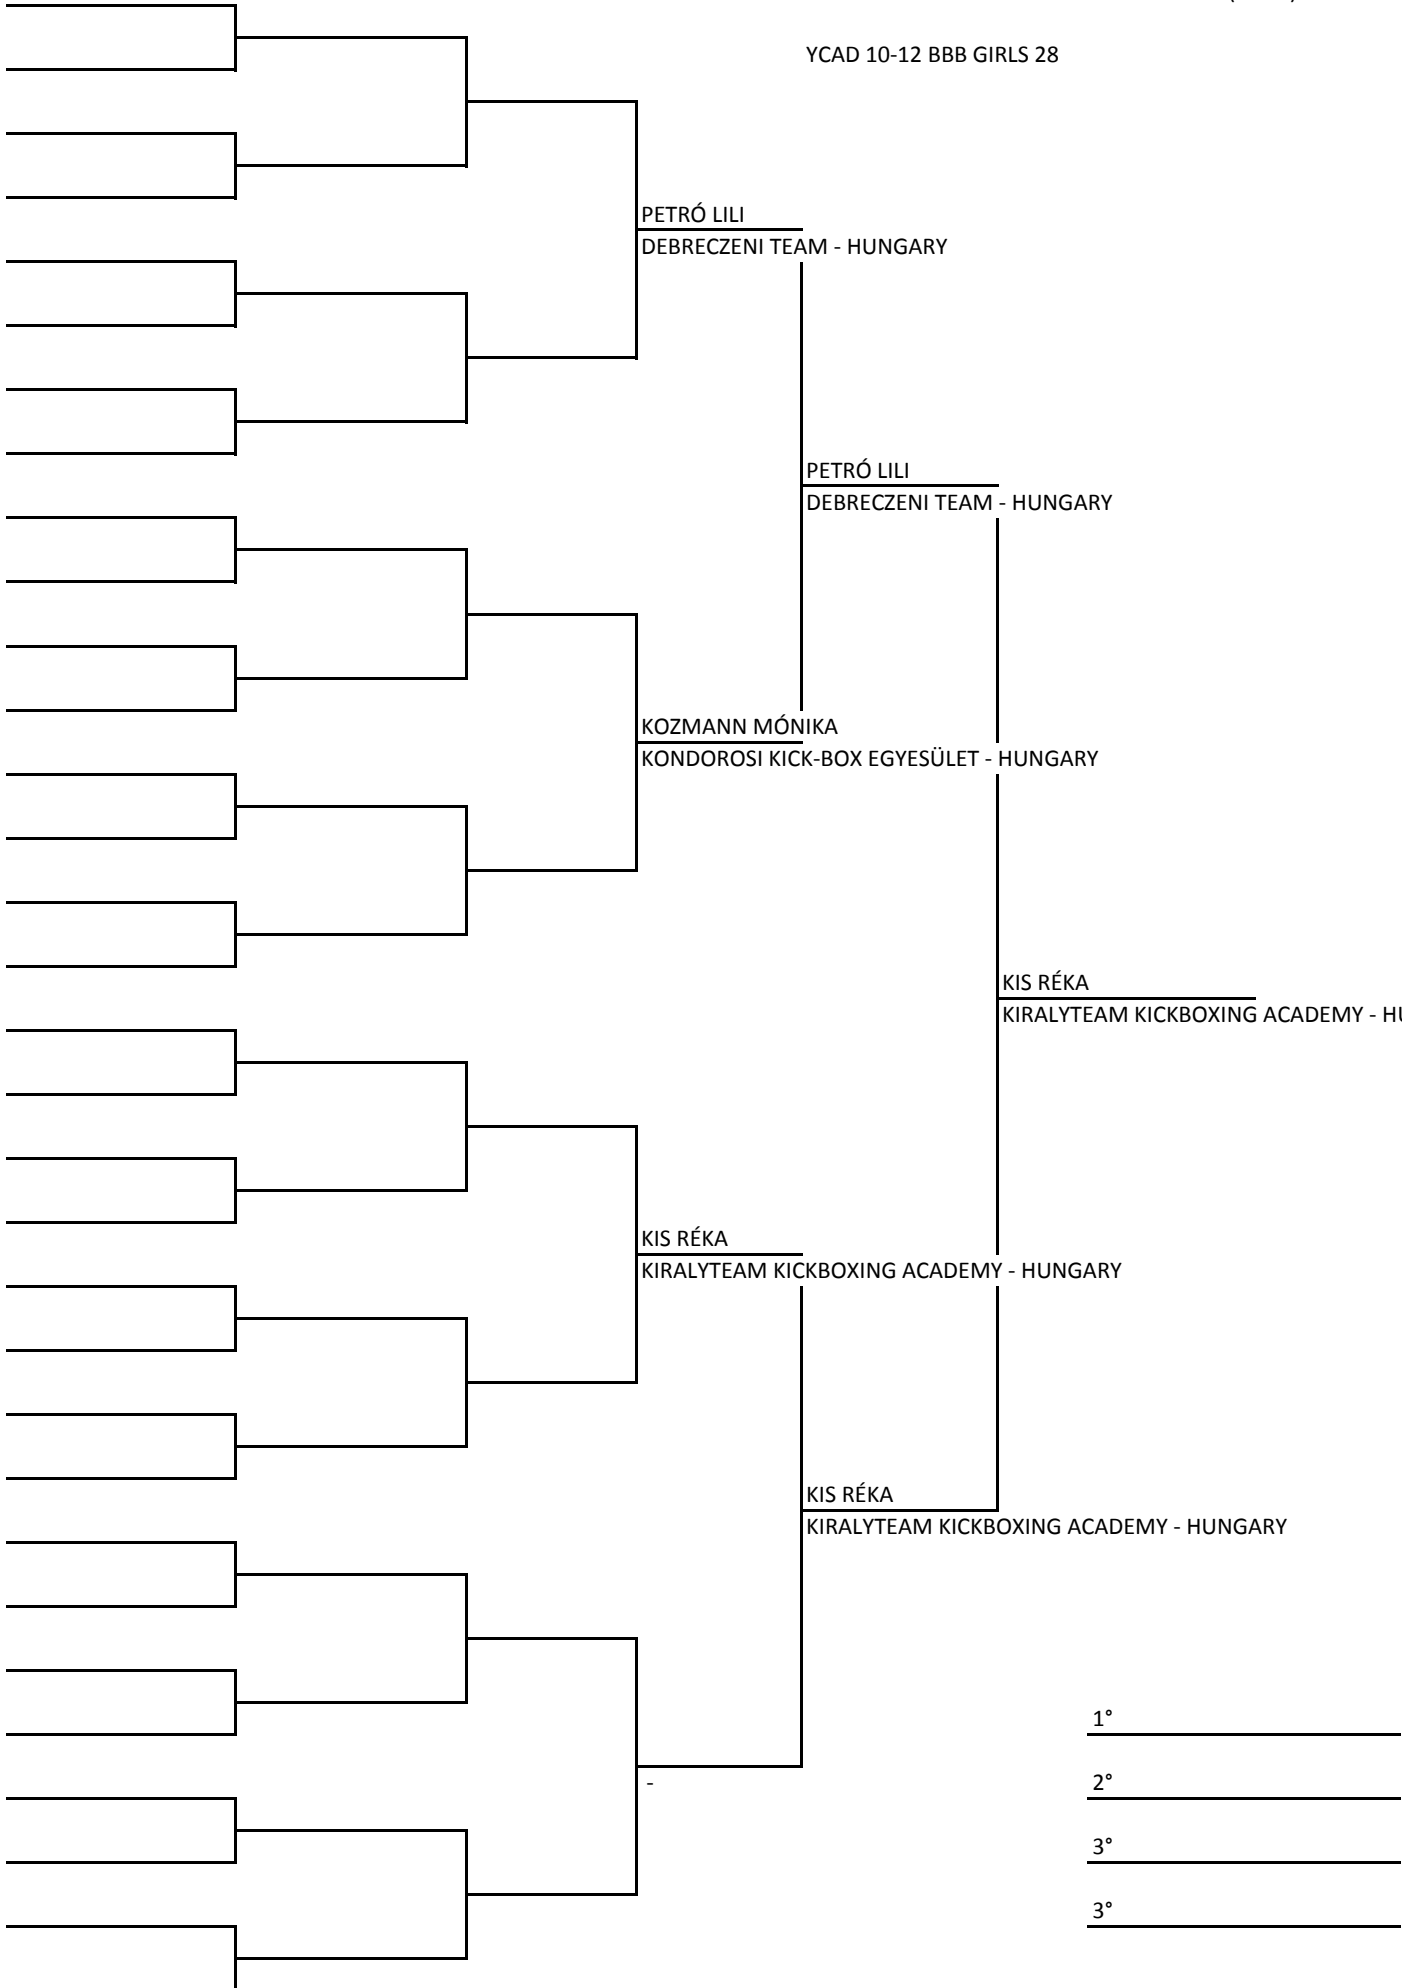 YCAD 10-12 BBB GIRLS 28
PETRÓ LILI
DEBRECZENI TEAM - HUNGARY
PETRÓ LILI
DEBRECZENI TEAM - HUNGARY
KOZMANN MÓNIKA
KONDOROSI KICK-BOX EGYESÜLET - HUNGARY
KIS RÉKA
KIRALYTEAM KICKBOXING ACADEMY - HU
KIS RÉKA
KIRALYTEAM KICKBOXING ACADEMY - HUNGARY
KIS RÉKA
KIRALYTEAM KICKBOXING ACADEMY - HUNGARY
1°
-
2°
3°
3°